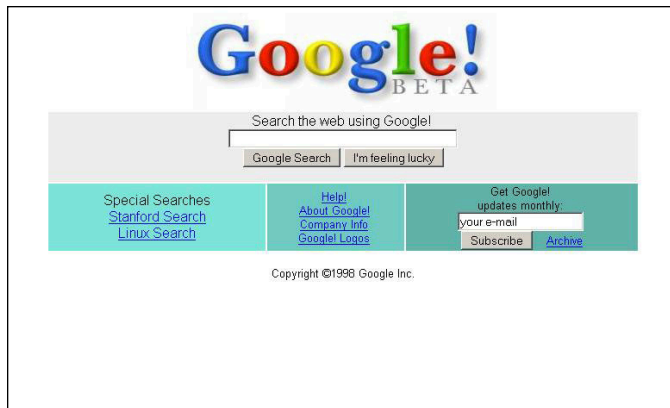 Google!
BETA
Search the web using Google!
Google Search I'm feeling lucky
Special Searches
Stanford Search
Linux Search
Help!
About Google!
Company Info
Google! Logos
Get Google!
updates monthly:
your e-mail
Subscribe Archive
Copyright ©1998 Google Inc.